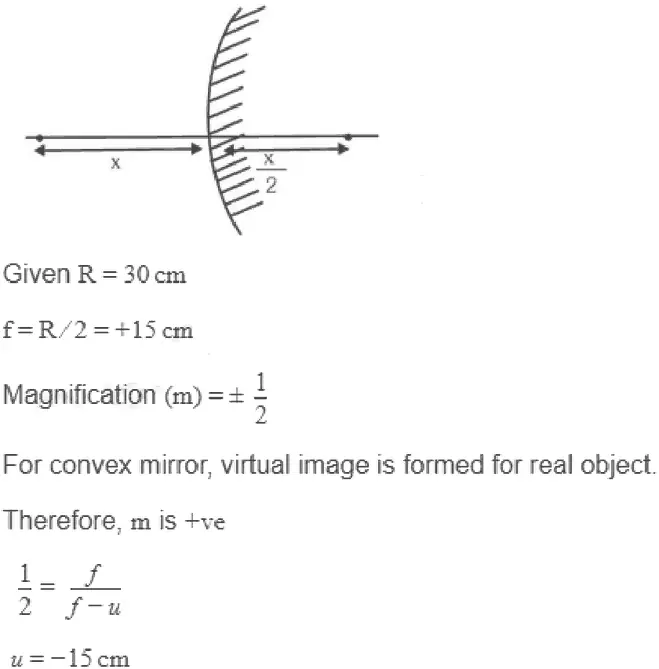 x
x/2
Given R = 30 cm
f = R/2 = +15 cm
Magnification (m) = ± 1/2
For convex mirror, virtual image is formed for real object.
Therefore, m is +ve
1/2 = f/(f − u)
u = −15 cm